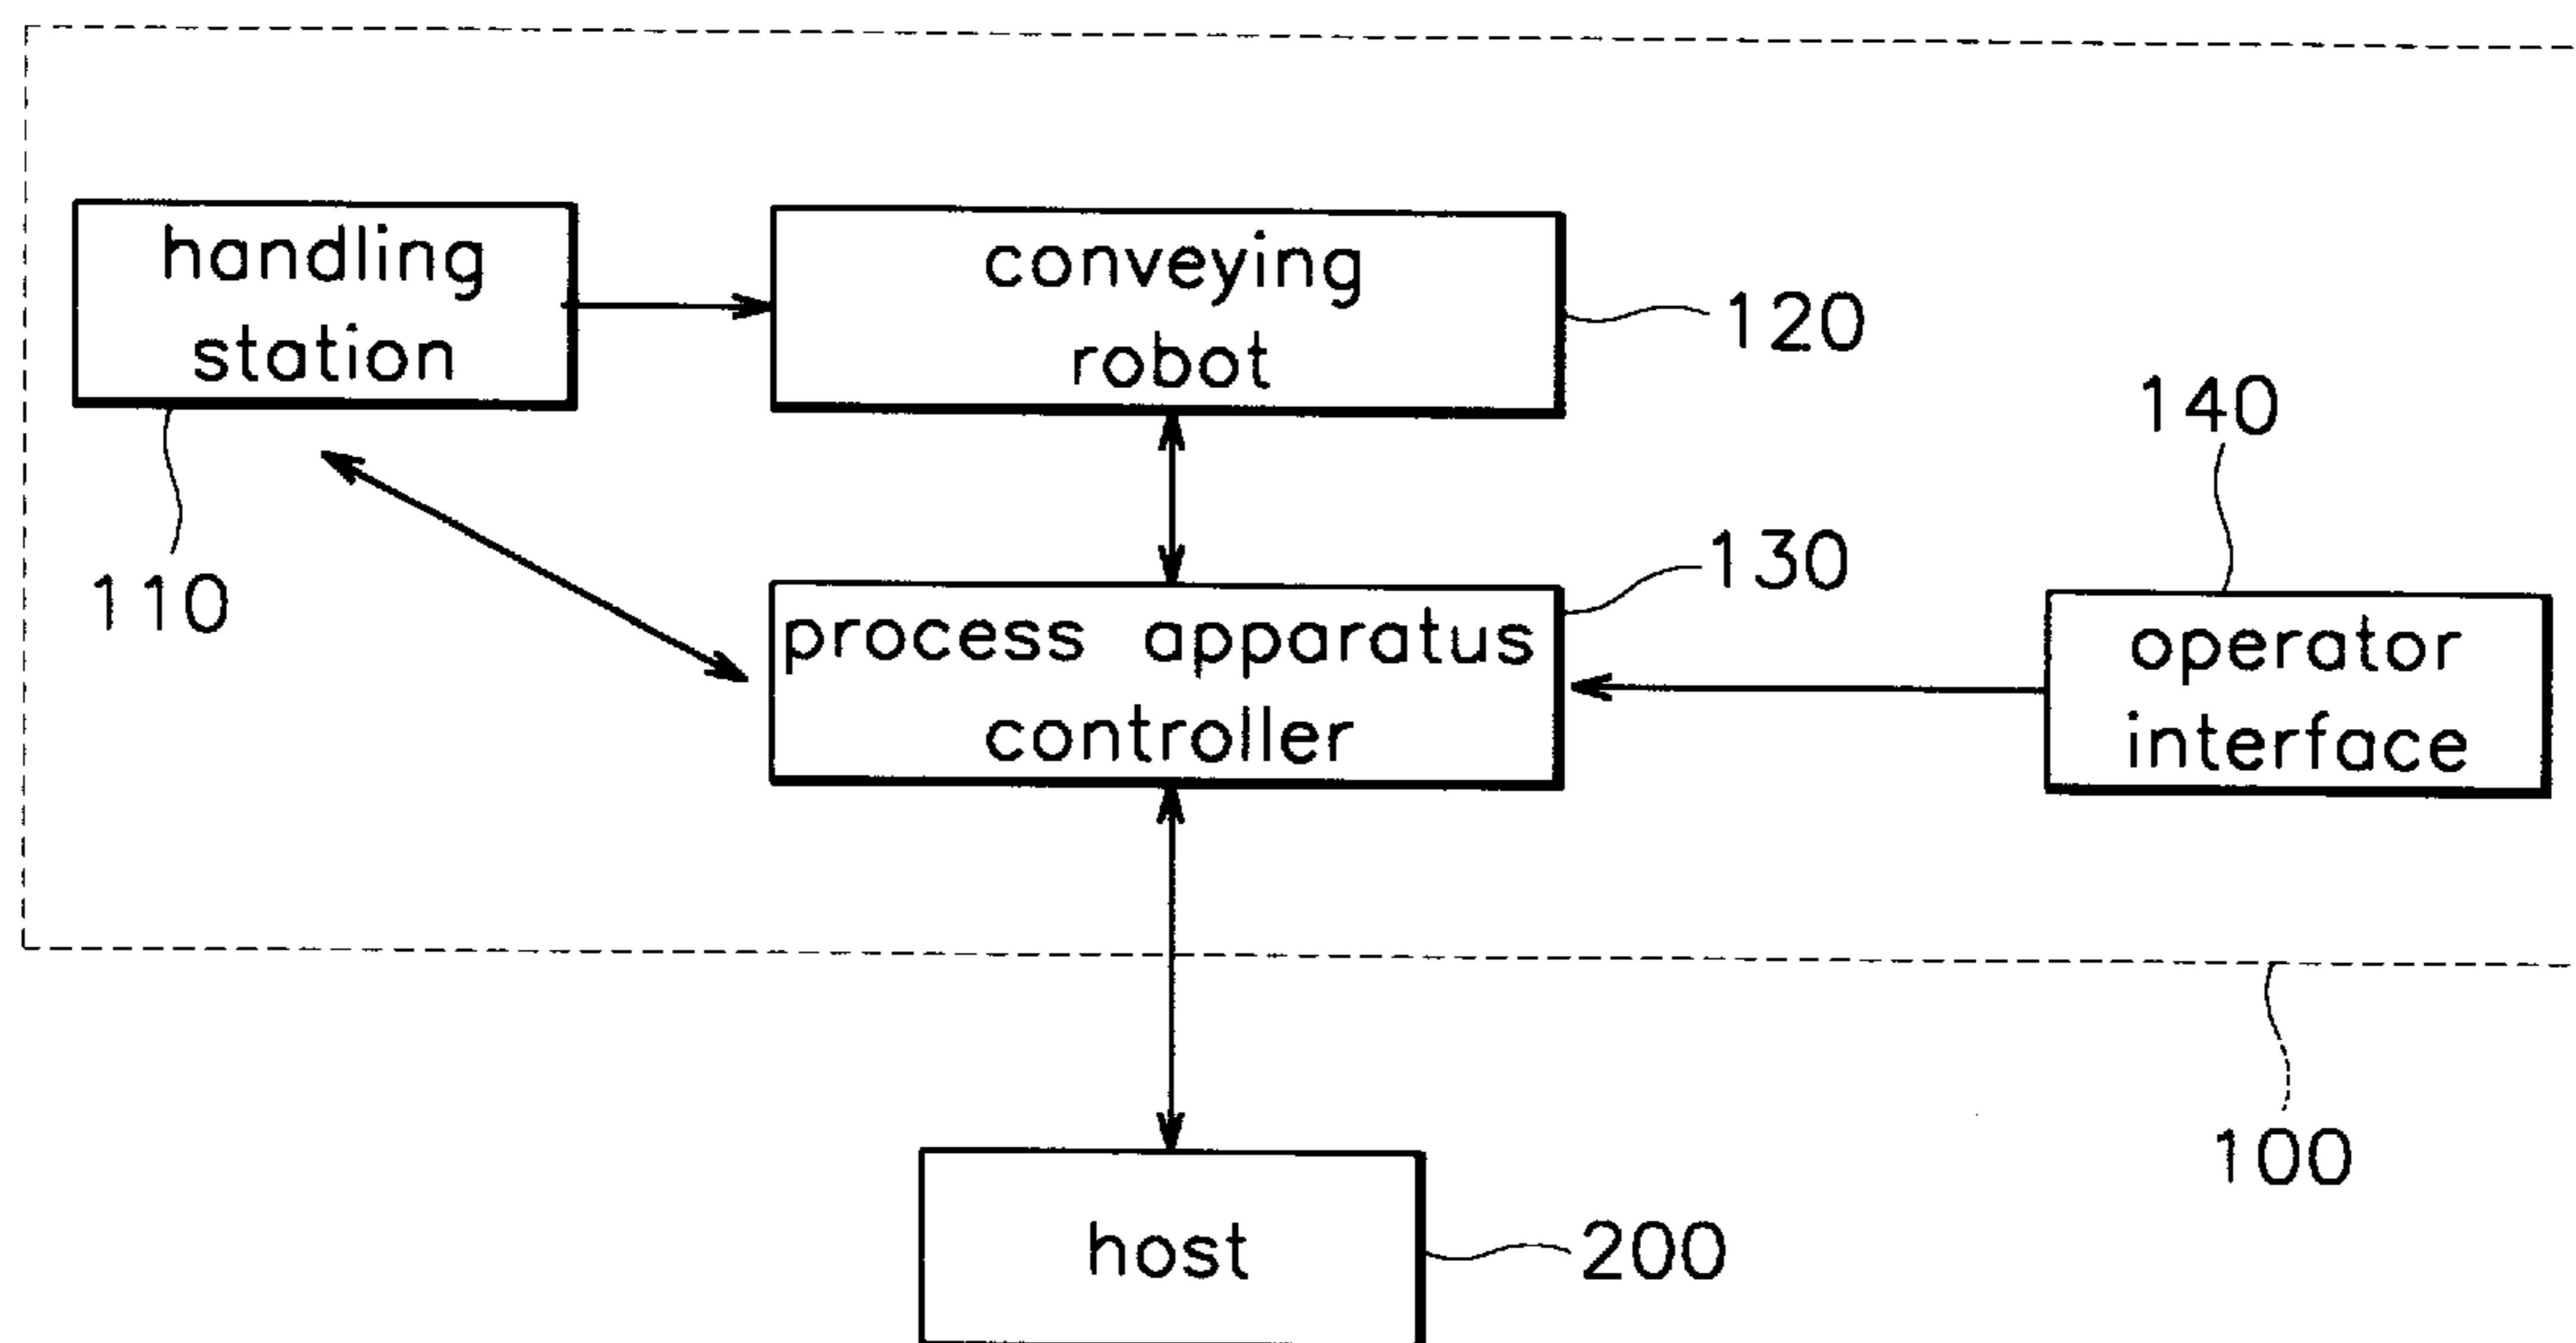 handling
station
conveying
robot
120
140
110
130
process apparatus
controller
operator
interface
100
host
200